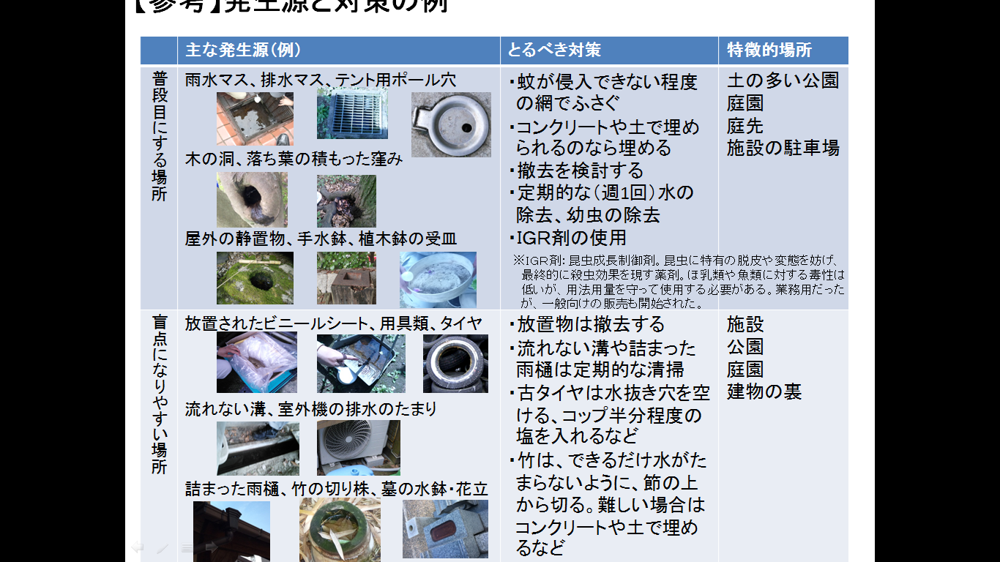 【参考】発生源と対策の例
主な発生源（例）
とるべき対策
特徴的場所
普段目にする場所
雨水マス、排水マス、テント用ポール穴
木の洞、落ち葉の積もった窪み
屋外の静置物、手水鉢、植木鉢の受皿
・蚊が侵入できない程度
の網でふさぐ
・コンクリートや土で埋め
られるのなら埋める
・撤去を検討する
・定期的な（週1回）水の
除去、幼虫の除去
・IGR剤の使用
※IGR剤：昆虫成長制御剤。昆虫に特有の脱皮や変態を妨げ、
最終的に殺虫効果を現す薬剤。ほ乳類や魚類に対する毒性は
低いが、用法用量を守って使用する必要がある。業務用だった
が、一般向けの販売も開始された。
土の多い公園
庭園
庭先
施設の駐車場
盲点になりやすい場所
放置されたビニールシート、用具類、タイヤ
流れない溝、室外機の排水のたまり
詰まった雨樋、竹の切り株、墓の水鉢・花立
・放置物は撤去する
・流れない溝や詰まった
雨樋は定期的な清掃
・古タイヤは水抜き穴を空
ける、コップ半分程度の
塩を入れるなど
・竹は、できるだけ水がた
まらないように、節の上
から切る。難しい場合は
コンクリートや土で埋め
るなど
施設
公園
庭園
建物の裏